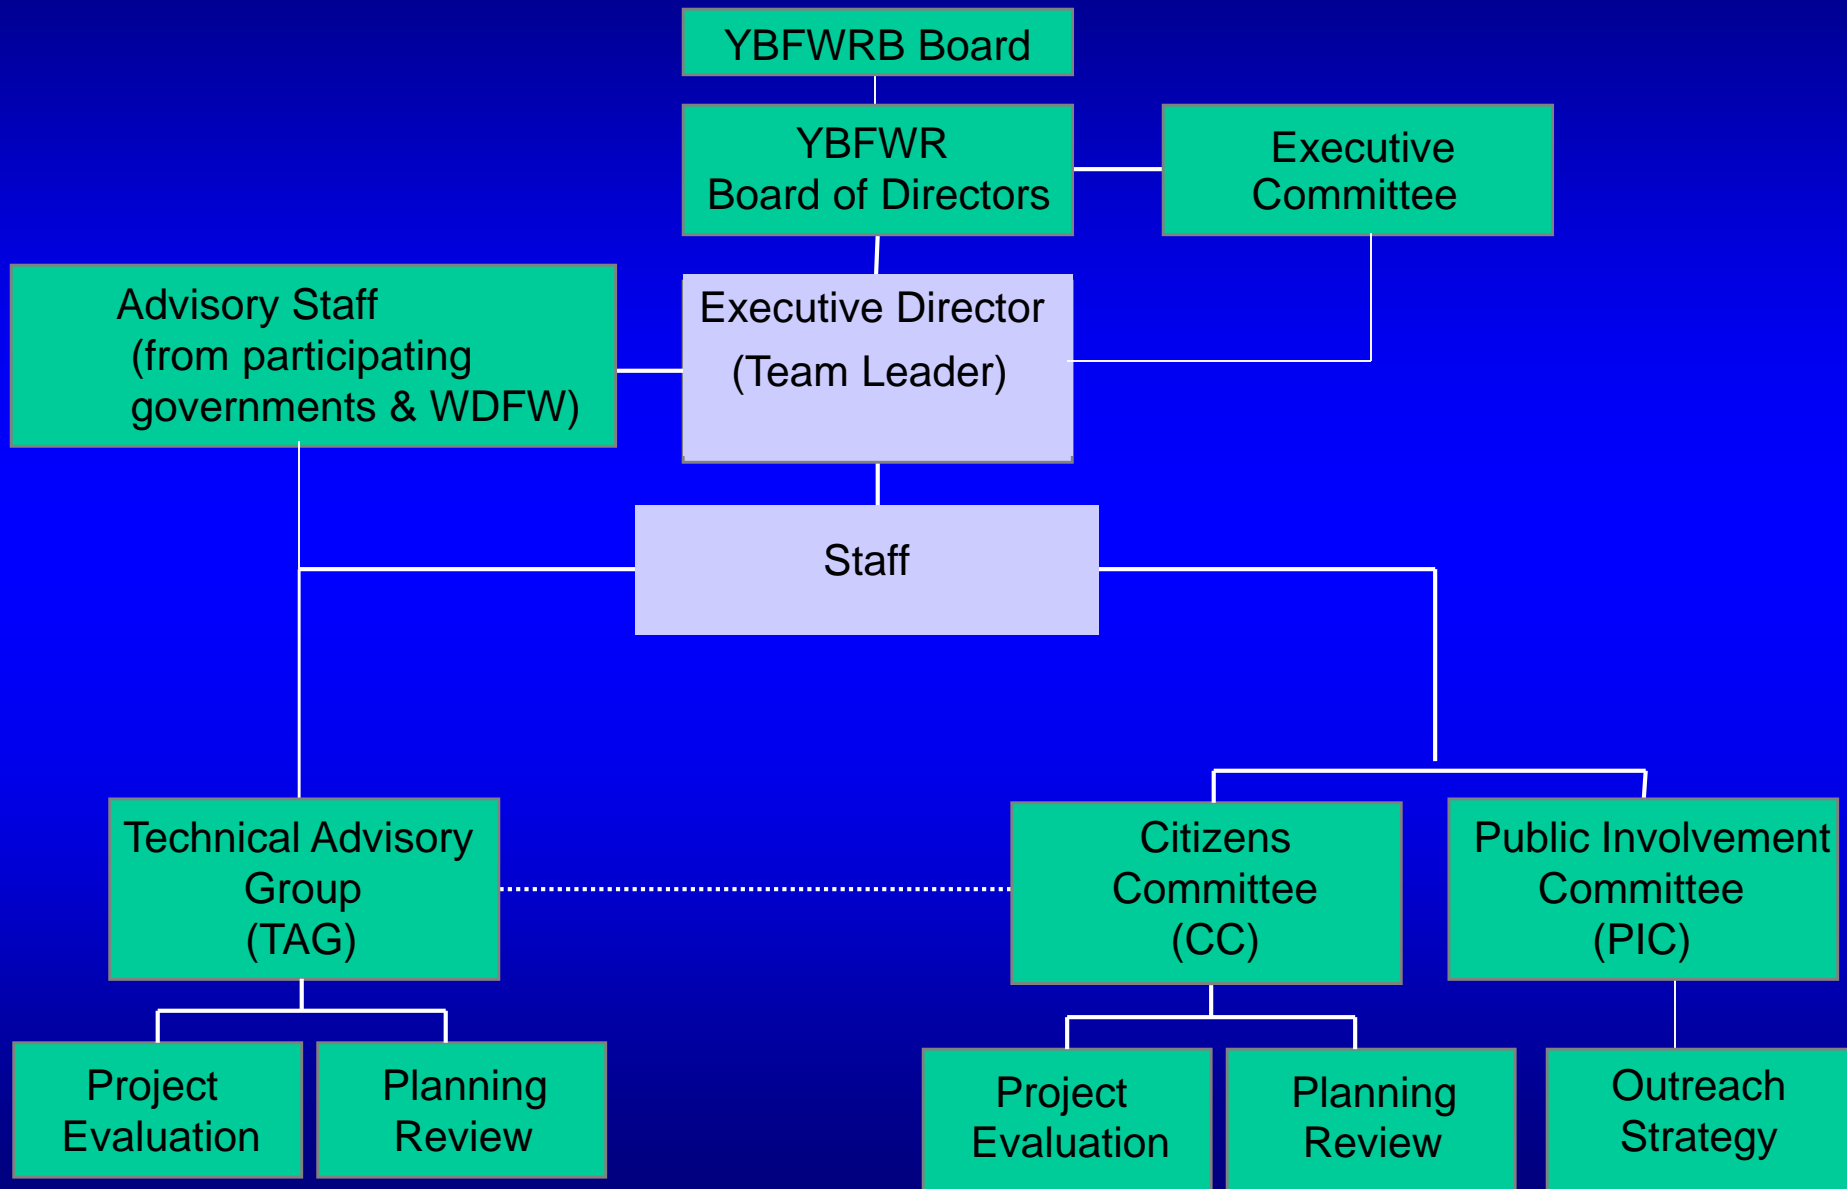 YBFWRB Board
YBFWR
Board of Directors
Executive
Committee
Advisory Staff
(from participating
governments & WDFW)
Executive Director
(Team Leader)
Staff
Technical Advisory
Group
(TAG)
Citizens
Committee
(CC)
Public Involvement
Committee
(PIC)
Project
Evaluation
Planning
Review
Project
Evaluation
Planning
Review
Outreach
Strategy